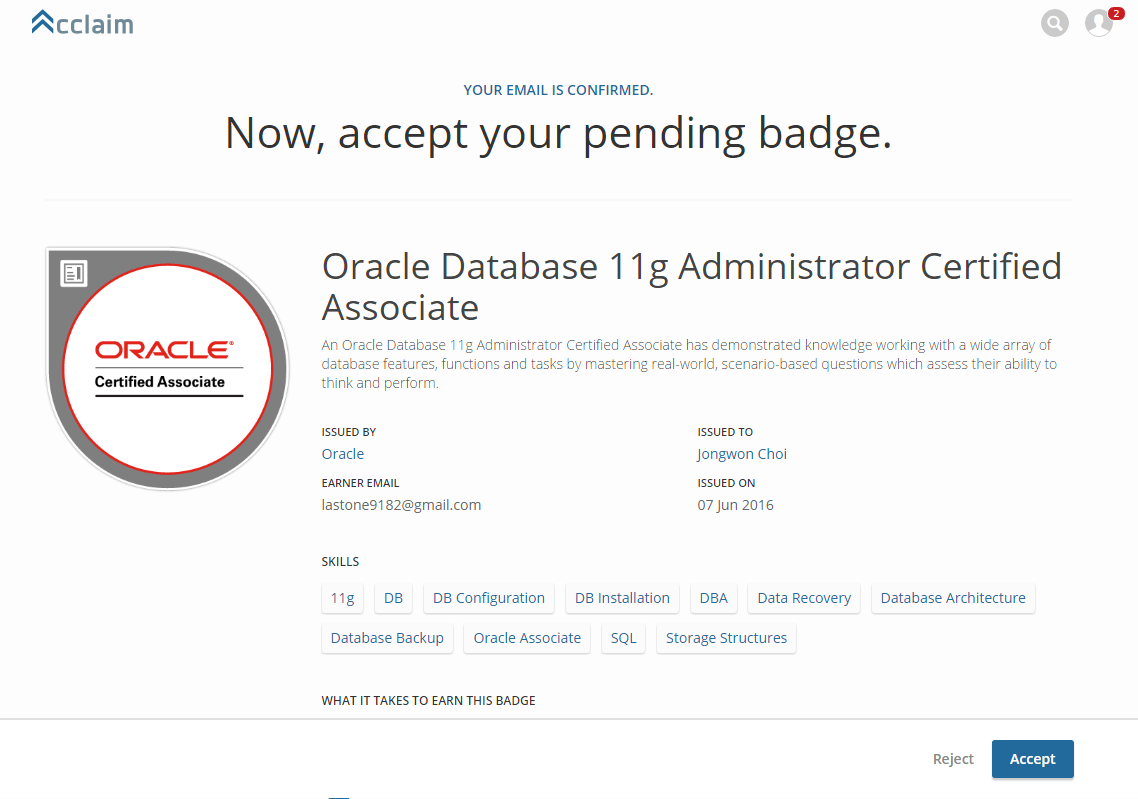 Acclaim
2
YOUR EMAIL IS CONFIRMED.
Now, accept your pending badge.
ORACLE®
Certified Associate
Oracle Database 11g Administrator Certified
Associate
An Oracle Database 11g Administrator Certified Associate has demonstrated knowledge working with a wide array of
database features, functions and tasks by mastering real-world, scenario-based questions which assess their ability to
think and perform.
ISSUED BY
Oracle
ISSUED TO
Jongwon Choi
EARNER EMAIL
lastone9182@gmail.com
ISSUED ON
07 Jun 2016
SKILLS
11g DB DB Configuration DB Installation DBA Data Recovery Database Architecture
Database Backup Oracle Associate SQL Storage Structures
WHAT IT TAKES TO EARN THIS BADGE
Reject Accept